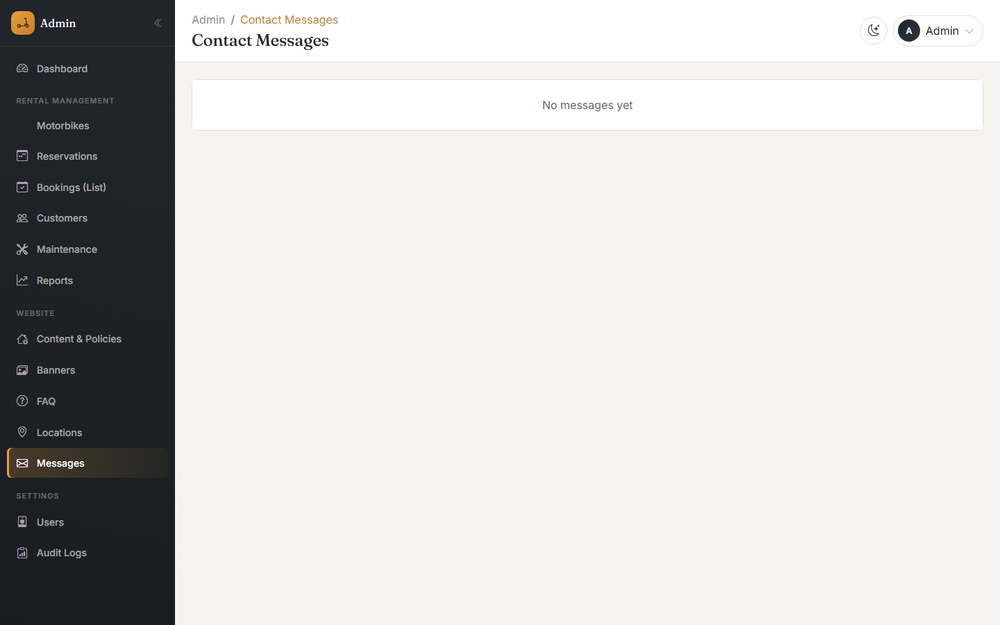 Admin
Dashboard
RENTAL MANAGEMENT
Motorbikes
Reservations
Bookings (List)
Customers
Maintenance
Reports
WEBSITE
Content & Policies
Banners
FAQ
Locations
Messages
SETTINGS
Users
Audit Logs
Admin / Contact Messages
Contact Messages
A Admin
No messages yet